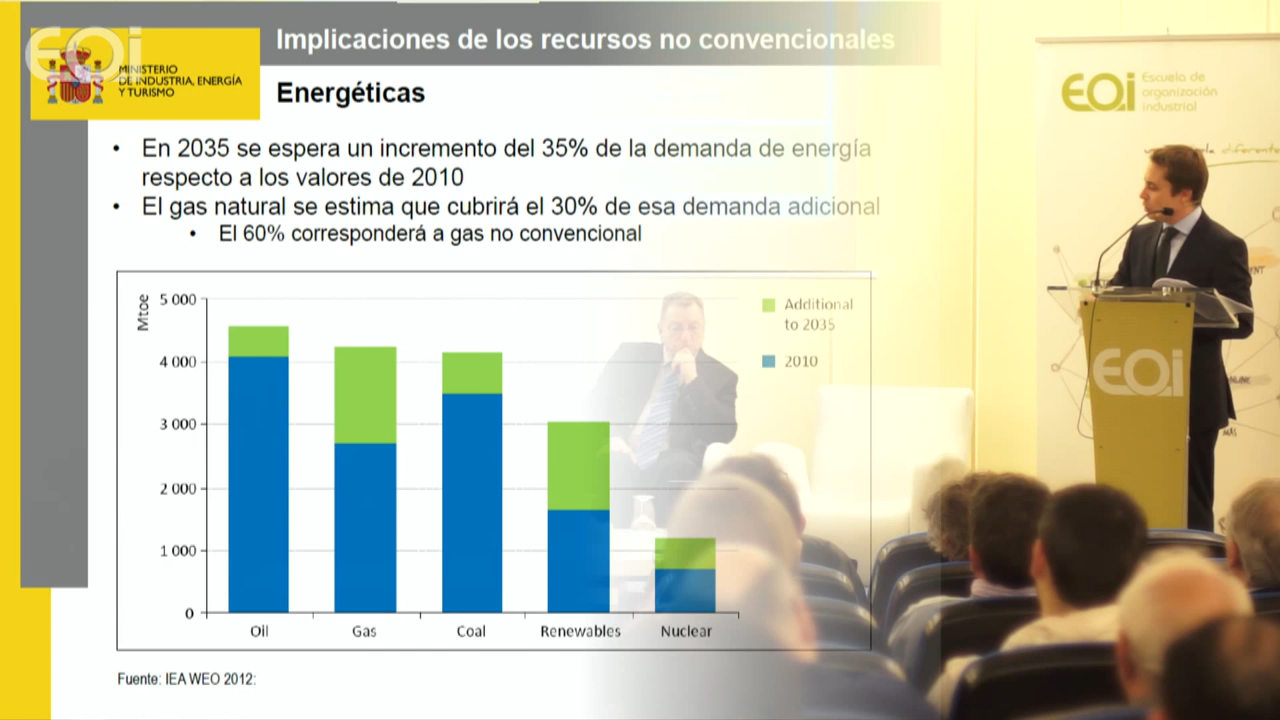 EOi
MINISTERIO
DE INDUSTRIA, ENERGÍA
Y TURISMO
Implicaciones de los recursos no convencionales
Energéticas
• En 2035 se espera un incremento del 35% de la demanda de energía
respecto a los valores de 2010
• El gas natural se estima que cubrirá el 30% de esa demanda adicional
• El 60% corresponderá a gas no convencional
Mtoe
5 000
4 000
3 000
2 000
1 000
0
Oil Gas Coal Renewables Nuclear
Additional
to 2035
2010
Fuente: IEA WEO 2012:
EOi Escuela de
organización
industrial
diferente
EOi
MÁS